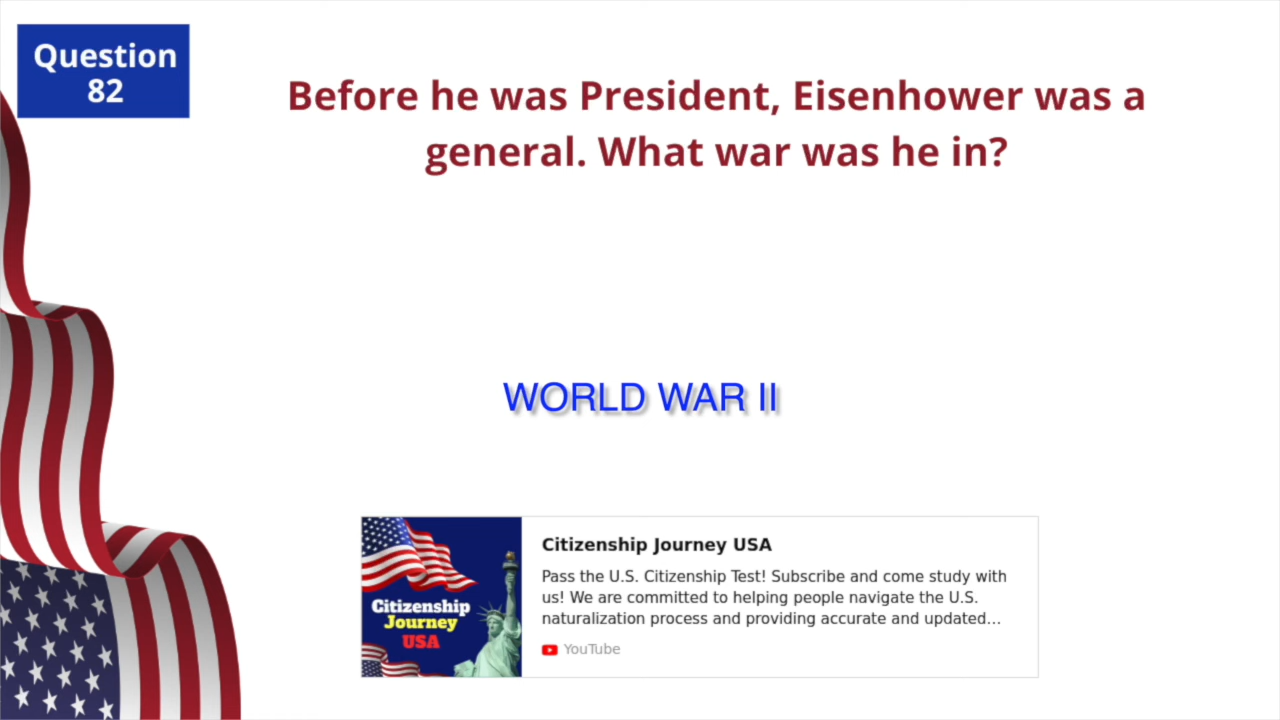 Question
82
Before he was President, Eisenhower was a
general. What war was he in?
WORLD WAR II
Citizenship
Journey
USA
Citizenship Journey USA
Pass the U.S. Citizenship Test! Subscribe and come study with
us! We are committed to helping people navigate the U.S.
naturalization process and providing accurate and updated...
YouTube